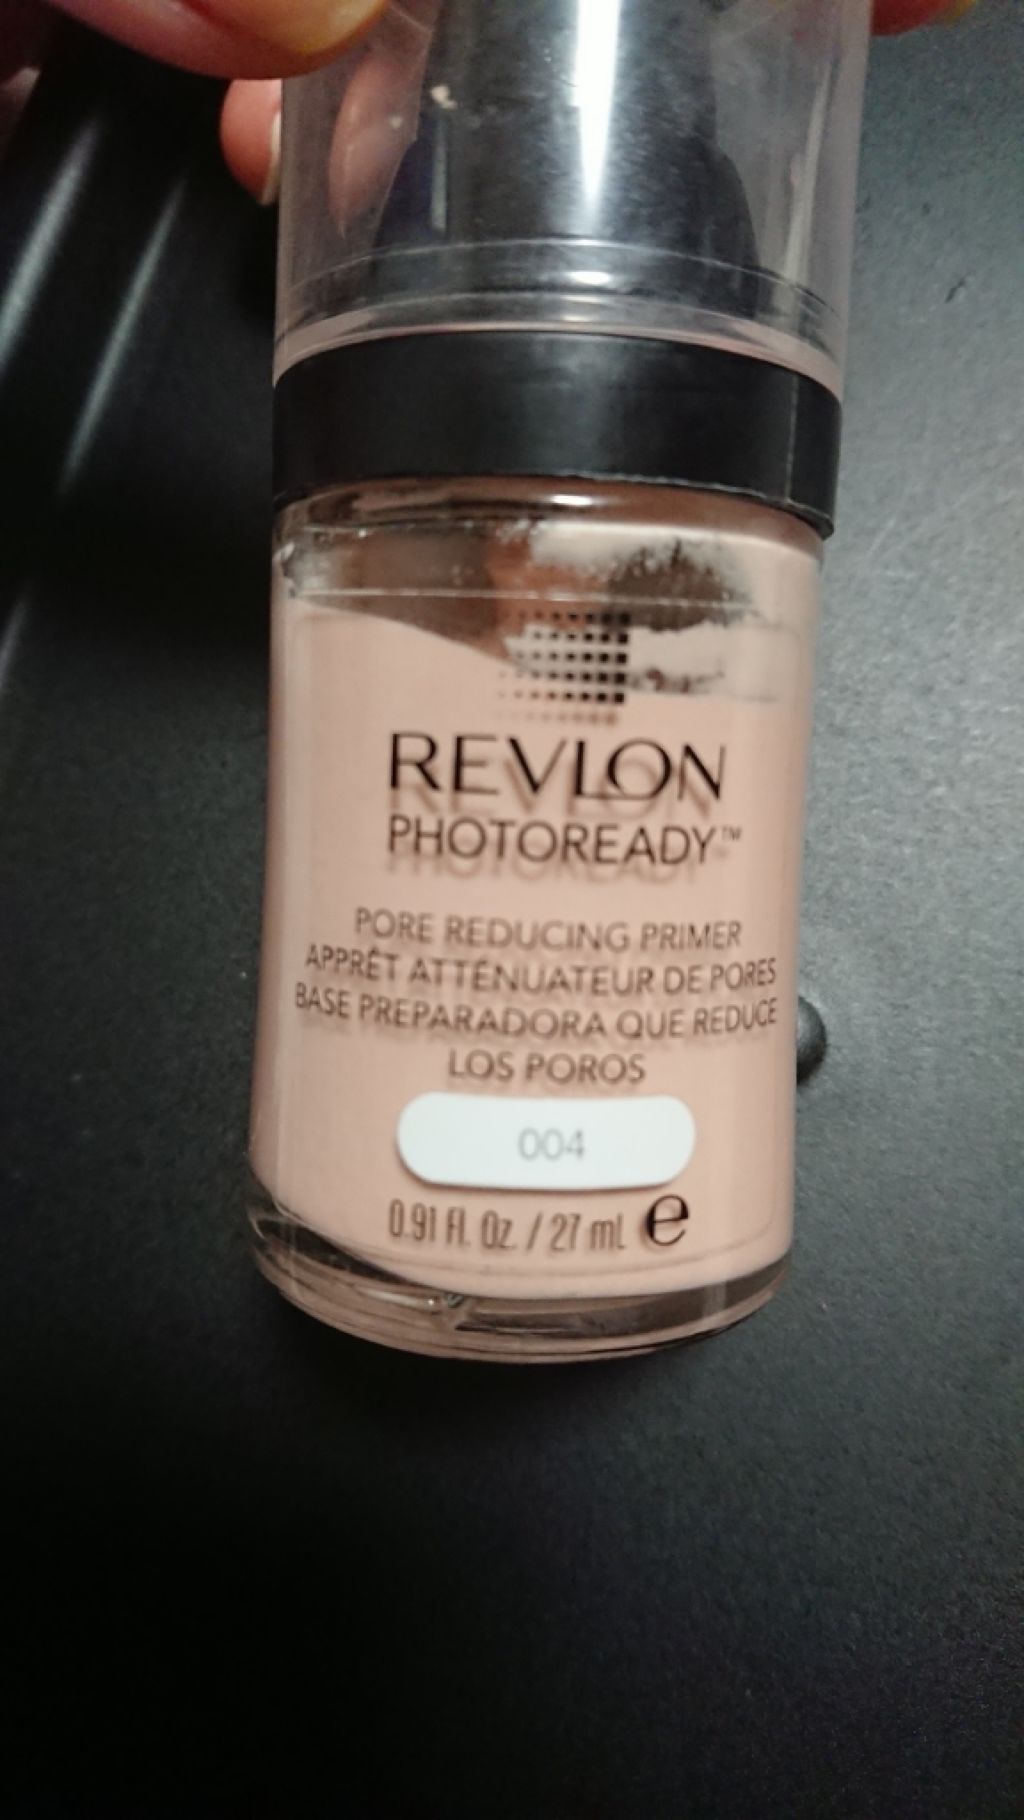 REVLON
PHOTOREADY™
PORE REDUCING PRIMER
APPRÊT ATTÉNUATEUR DE PORES
BASE PREPARADORA QUE REDUCE
LOS POROS
004
0.91 Fl. Oz. / 27 mL e